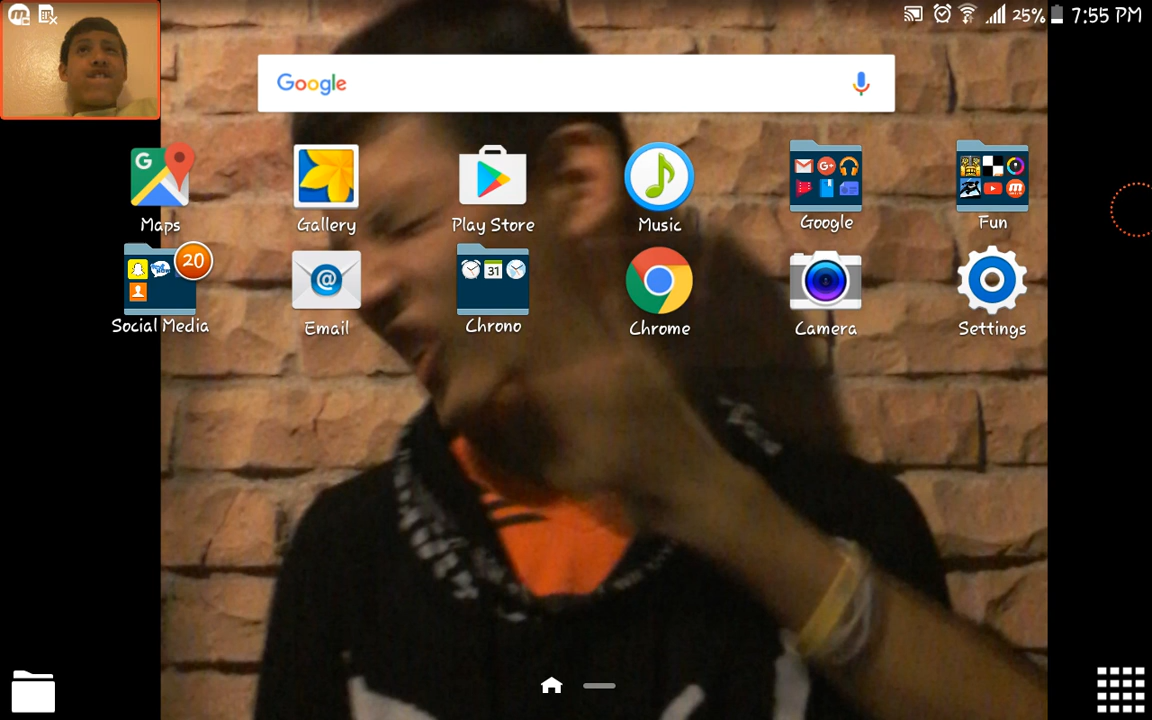 25% 7:55 PM
Google
G
Maps
Gallery
Play Store
Music
Google
Fun
20
31
Social Media
Email
Chrono
Chrome
Camera
Settings